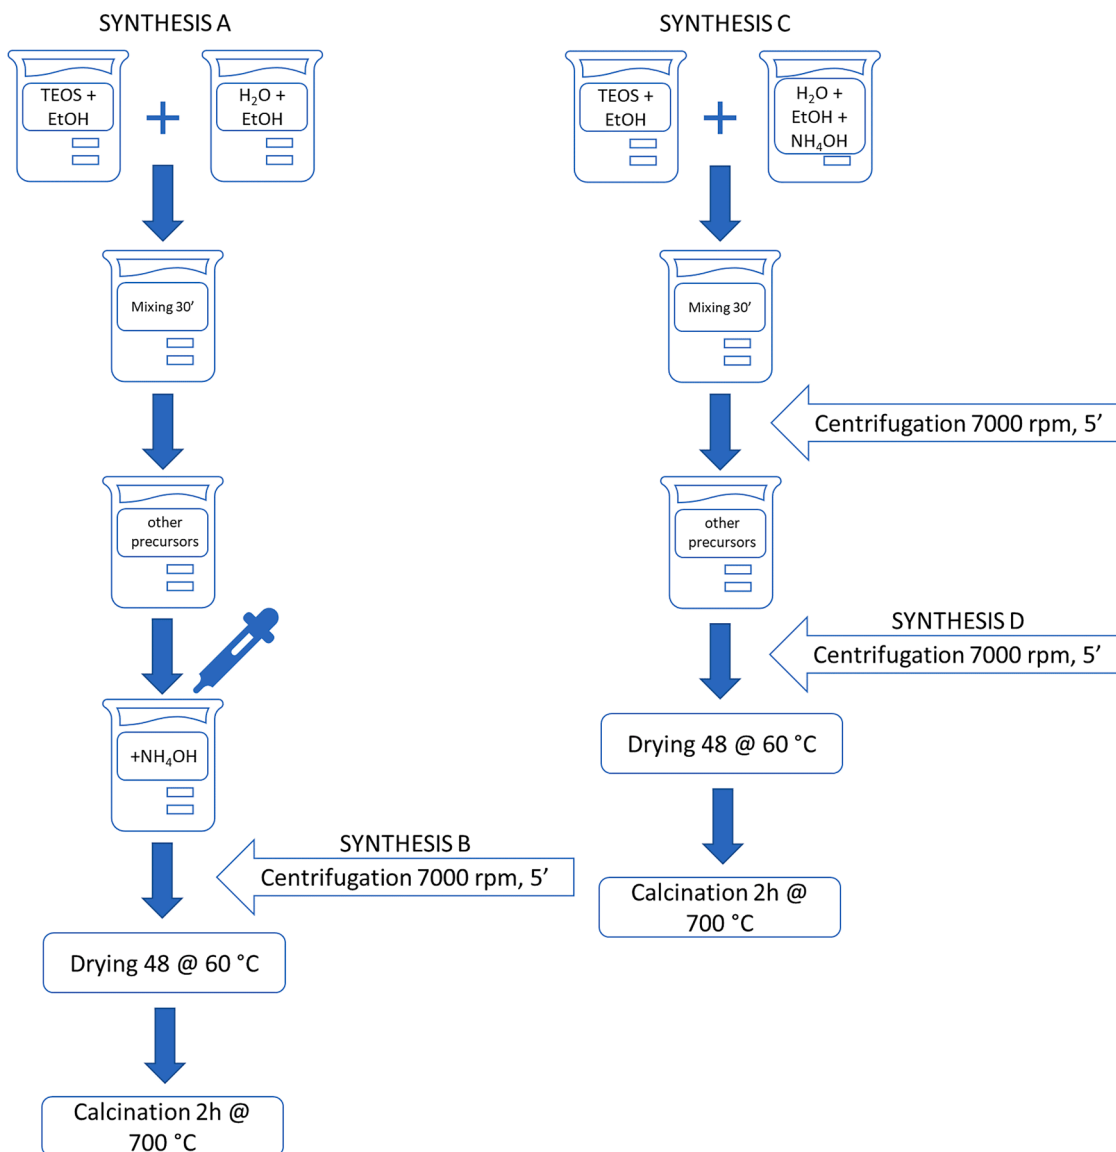 SYNTHESIS A
TEOS +
EtOH
H₂O +
EtOH
Mixing 30’
other
precursors
+NH₄OH
SYNTHESIS B
Centrifugation 7000 rpm, 5’
Drying 48 @ 60 °C
Calcination 2h @
700 °C
SYNTHESIS C
TEOS +
EtOH
H₂O +
EtOH +
NH₄OH
Mixing 30’
Centrifugation 7000 rpm, 5’
other
precursors
SYNTHESIS D
Centrifugation 7000 rpm, 5’
Drying 48 @ 60 °C
Calcination 2h @
700 °C